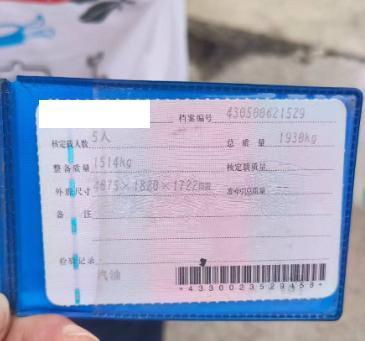 档案编号 430500621529
核定载人数 5人 总质量 1930kg
整备质量 1514kg 核定载质量
外廓尺寸 4675×1820×1722mm 准牵引总质量 --
备注
检验记录
汽油
*4330023529458*